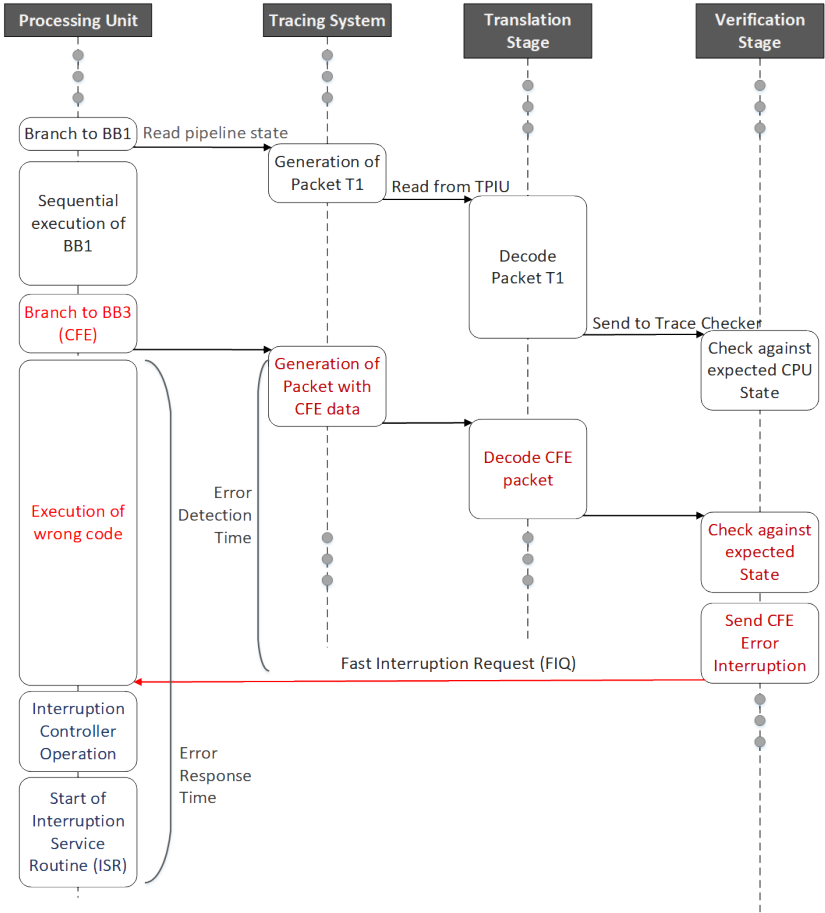 Processing Unit
Tracing System
Translation
Stage
Verification
Stage
Branch to BB1
Read pipeline state
Generation of
Packet T1
Read from TPIU
Sequential
execution of
BB1
Decode
Packet T1
Branch to BB3
(CFE)
Send to Trace Checker
Check against
expected CPU
State
Generation of
Packet with
CFE data
Decode CFE
packet
Error
Detection
Time
Execution of
wrong code
Check against
expected
State
Send CFE
Error
Interruption
Fast Interruption Request (FIQ)
Interruption
Controller
Operation
Error
Response
Time
Start of
Interruption
Service
Routine (ISR)